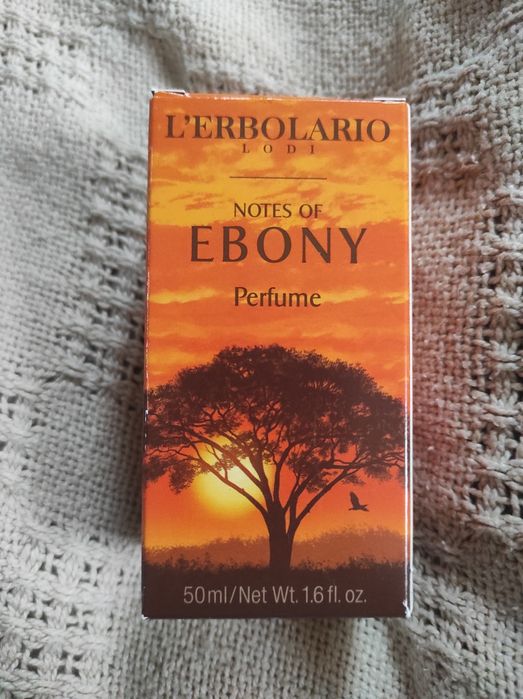 L'ERBOLARIO
LODI
NOTES OF
EBONY
Perfume
50ml/Net Wt. 1.6 fl. oz.